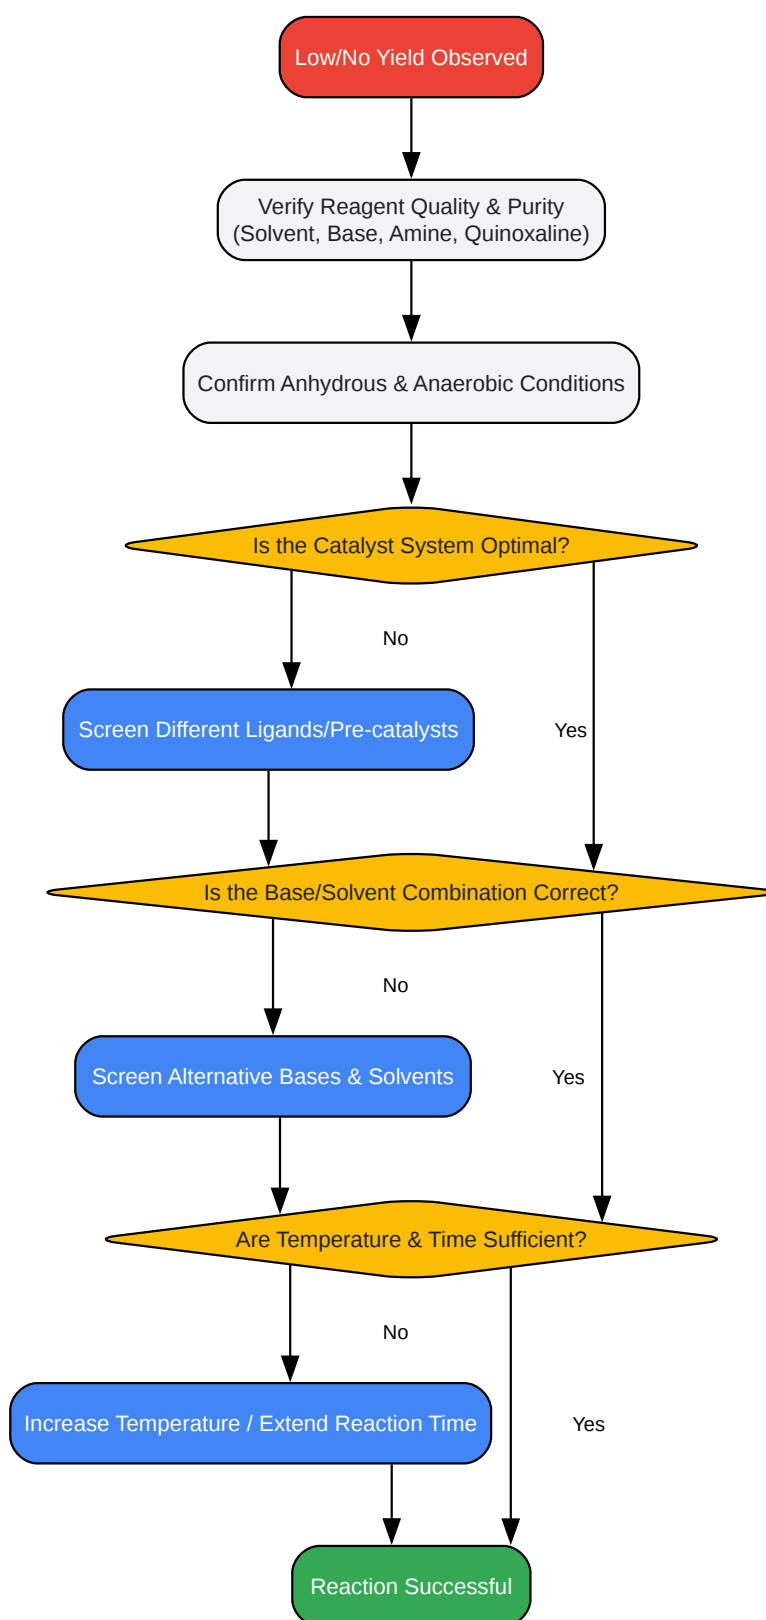 Low/No Yield Observed
Verify Reagent Quality & Purity
(Solvent, Base, Amine, Quinoxaline)
Confirm Anhydrous & Anaerobic Conditions
Is the Catalyst System Optimal?
No
Screen Different Ligands/Pre-catalysts
Yes
Is the Base/Solvent Combination Correct?
No
Screen Alternative Bases & Solvents
Yes
Are Temperature & Time Sufficient?
No
Increase Temperature / Extend Reaction Time
Yes
Reaction Successful